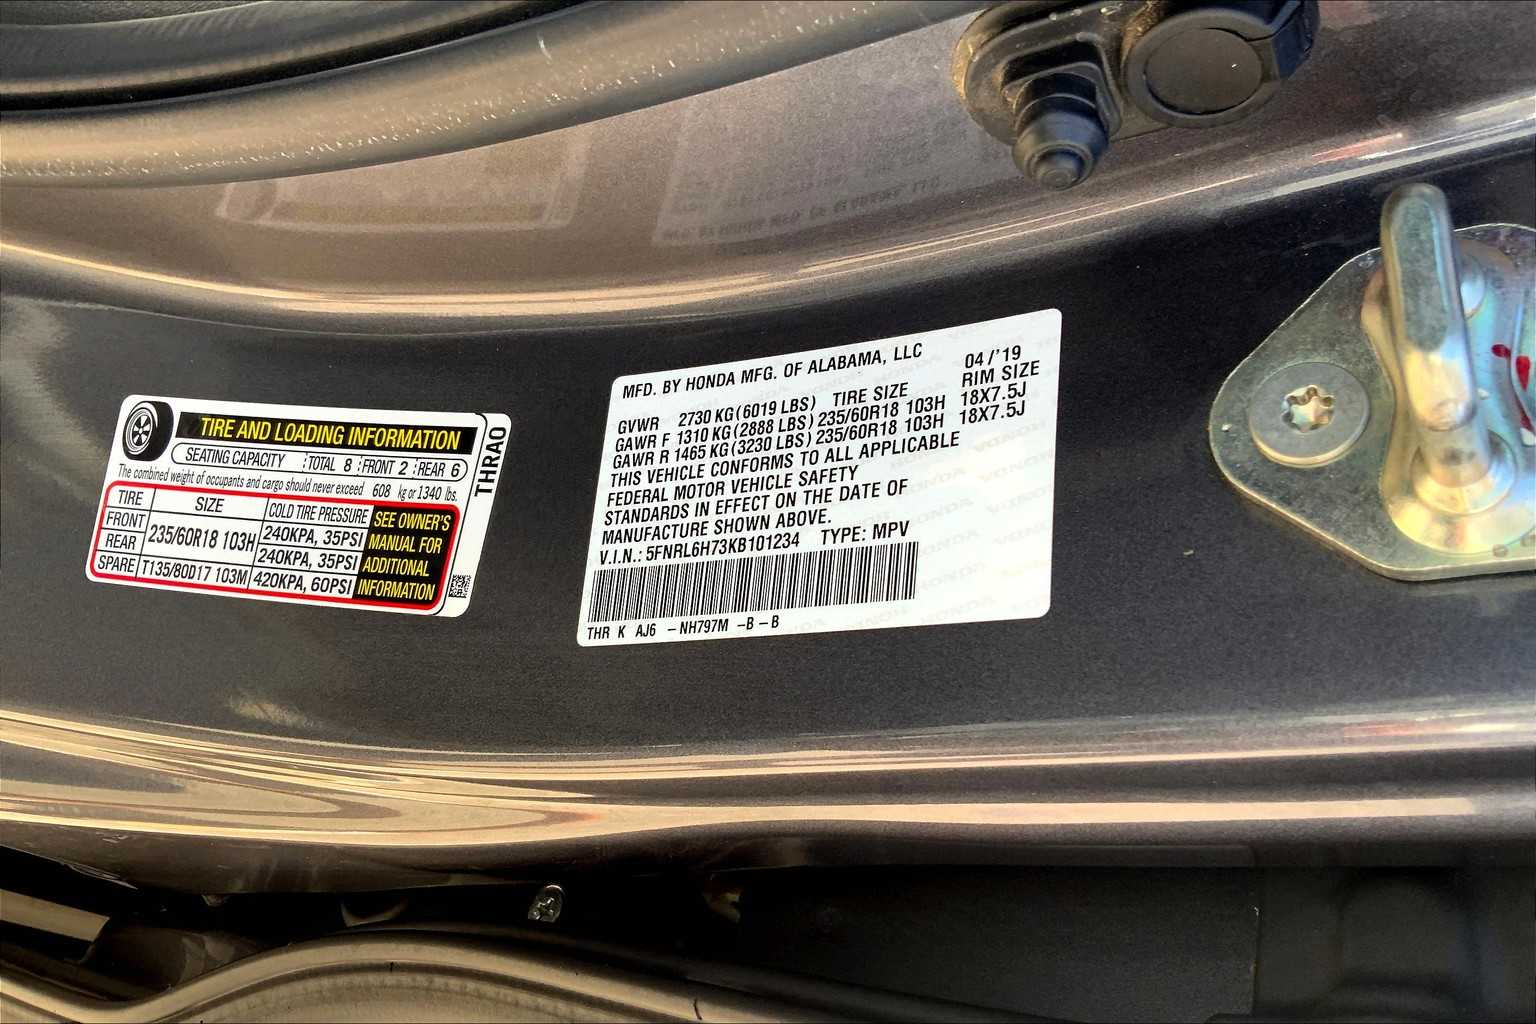 TIRE AND LOADING INFORMATION
SEATING CAPACITY TOTAL 8 FRONT 2 REAR 6
The combined weight of occupants and cargo should never exceed 608 kg or 1340 lbs.
TIRE SIZE COLD TIRE PRESSURE
FRONT 235/60R18 103H 240KPA, 35PSI
REAR 240KPA, 35PSI
SPARE T135/80D17 103M 420KPA, 60PSI
SEE OWNER'S
MANUAL FOR
ADDITIONAL
INFORMATION
THRAO
MFD. BY HONDA MFG. OF ALABAMA, LLC 04/'19
GVWR 2730 KG(6019 LBS) TIRE SIZE RIM SIZE
GAWR F 1310 KG(2888 LBS) 235/60R18 103H 18X7.5J
GAWR R 1465 KG(3230 LBS) 235/60R18 103H 18X7.5J
THIS VEHICLE CONFORMS TO ALL APPLICABLE
FEDERAL MOTOR VEHICLE SAFETY
STANDARDS IN EFFECT ON THE DATE OF
MANUFACTURE SHOWN ABOVE.
V.I.N.: 5FNRL6H73KB101234 TYPE: MPV
THR K AJ6 -NH797M -B-B